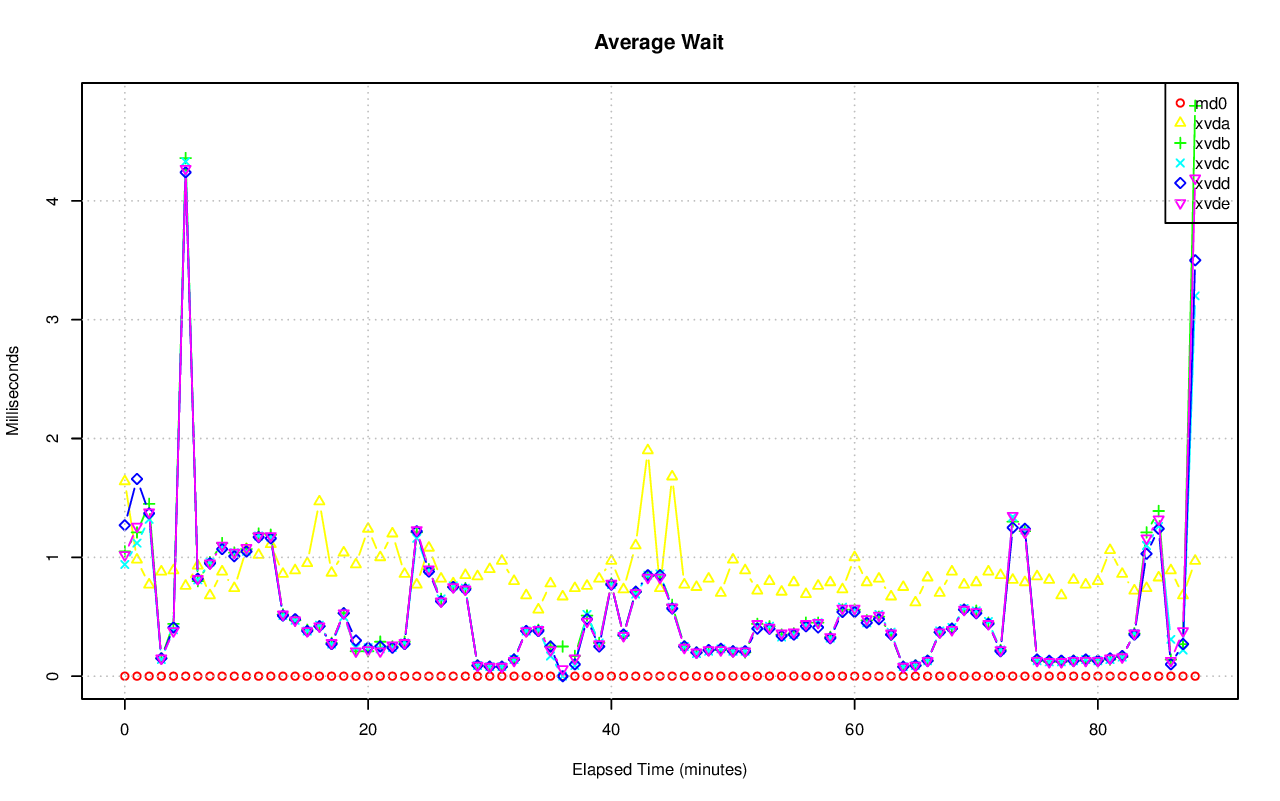 Average Wait
Milliseconds
0
1
2
3
4
0
20
40
60
80
Elapsed Time (minutes)
md0
xvda
xvdb
xvdc
xvdd
xvde